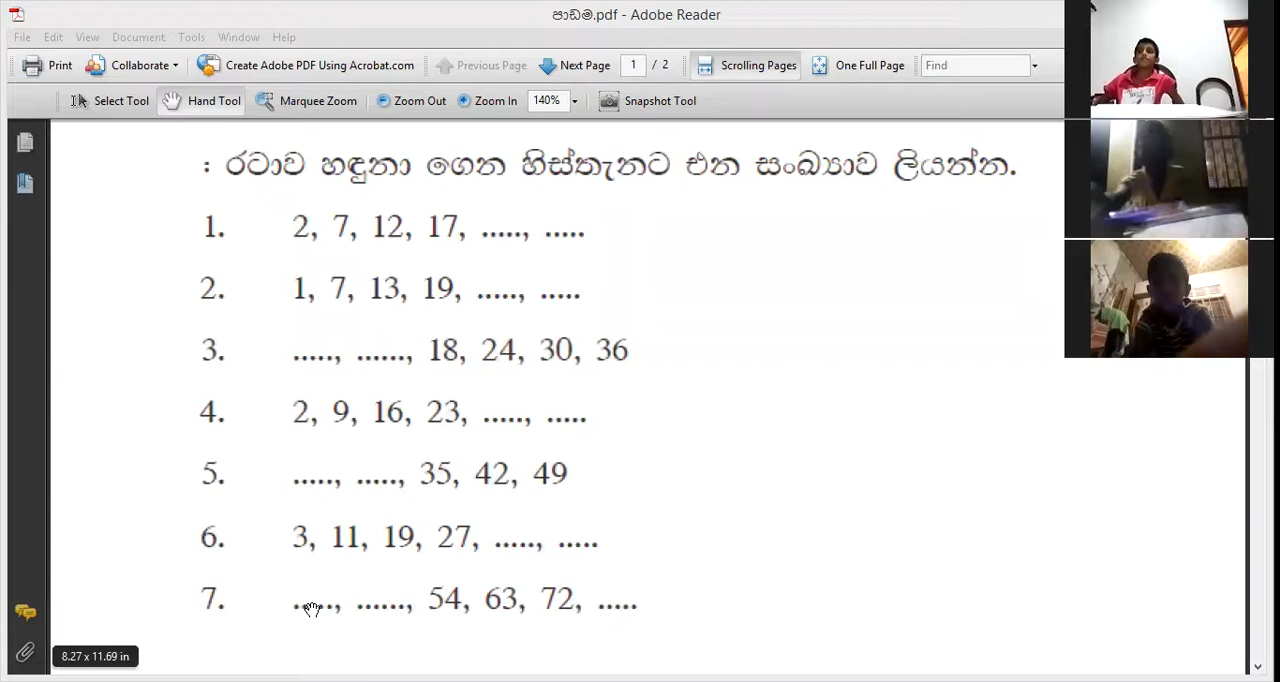 පාඩම.pdf - Adobe Reader
File Edit View Document Tools Window Help
Print Collaborate Create Adobe PDF Using Acrobat.com Previous Page Next Page 1 / 2 Scrolling Pages One Full Page Find
Select Tool Hand Tool Marquee Zoom Zoom Out Zoom In 140% Snapshot Tool
: රටාව හඳුනා ගෙන හිස්තැනට එන සංඛ්‍යාව ලියන්න.
1. 2, 7, 12, 17, ....., .....
2. 1, 7, 13, 19, ....., .....
3. ....., ......, 18, 24, 30, 36
4. 2, 9, 16, 23, ....., .....
5. ....., ....., 35, 42, 49
6. 3, 11, 19, 27, ....., .....
7. ....., ......, 54, 63, 72, .....
8.27 x 11.69 in